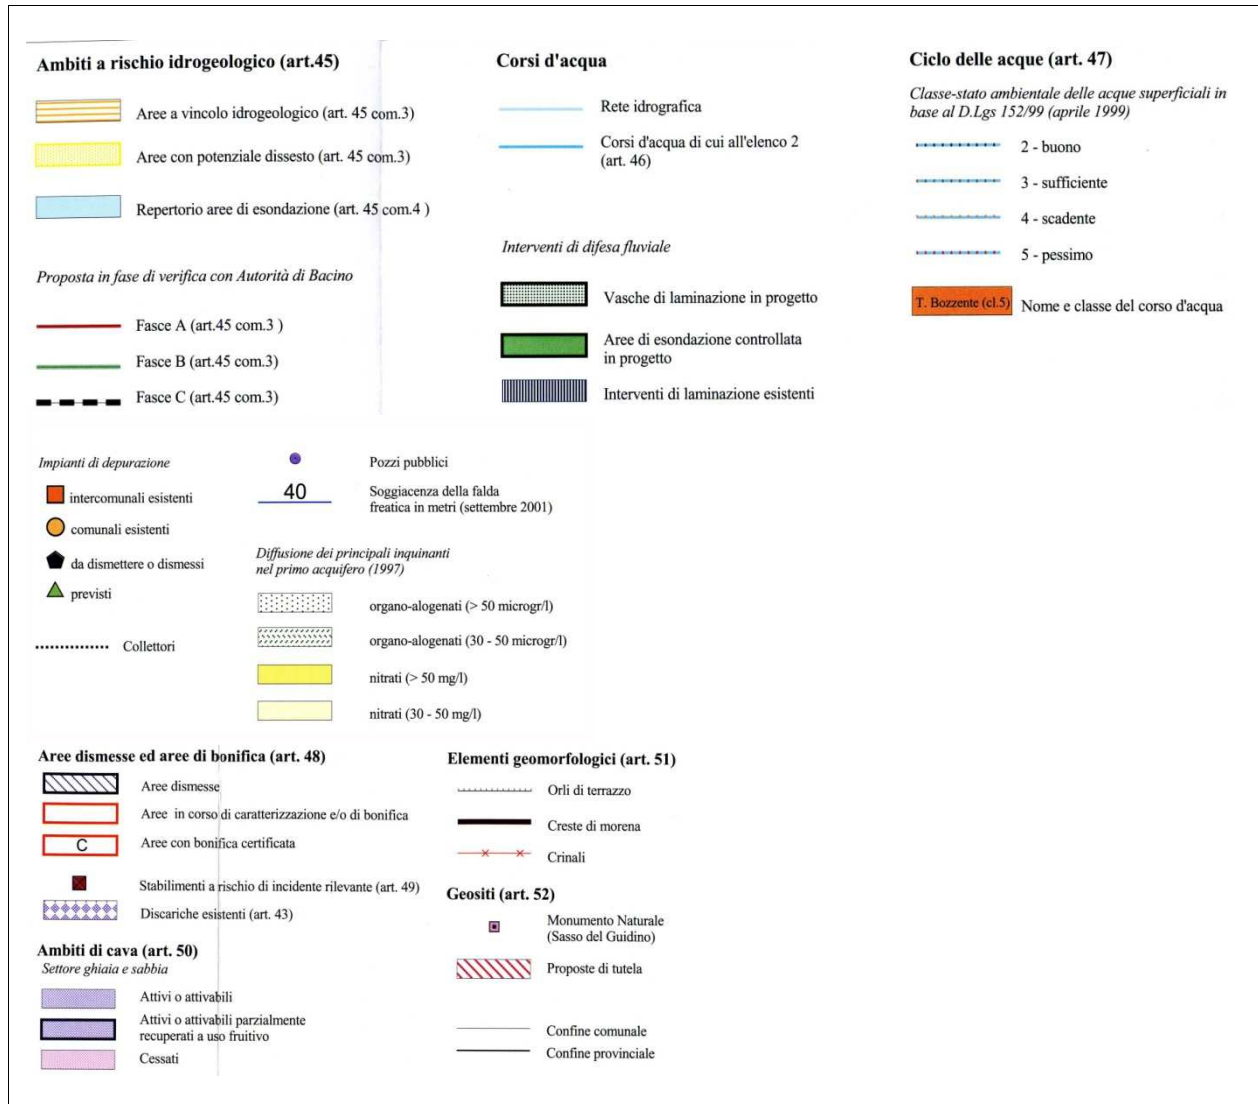 Ambiti a rischio idrogeologico (art.45)
Aree a vincolo idrogeologico (art. 45 com.3)
Aree con potenziale dissesto (art. 45 com.3)
Repertorio aree di esondazione (art. 45 com.4 )
Proposta in fase di verifica con Autorità di Bacino
Fasce A (art.45 com.3 )
Fasce B (art.45 com.3)
Fasce C (art.45 com.3)
Corsi d'acqua
Rete idrografica
Corsi d'acqua di cui all'elenco 2
(art. 46)
Interventi di difesa fluviale
Vasche di laminazione in progetto
Aree di esondazione controllata
in progetto
Interventi di laminazione esistenti
Ciclo delle acque (art. 47)
Classe-stato ambientale delle acque superficiali in
base al D.Lgs 152/99 (aprile 1999)
2 - buono
3 - sufficiente
4 - scadente
5 - pessimo
T. Bozzente (cl.5) Nome e classe del corso d'acqua
Impianti di depurazione
intercomunali esistenti
comunali esistenti
da dismettere o dismessi
previsti
Collettori
Pozzi pubblici
40 Soggiacenza della falda
freatica in metri (settembre 2001)
Diffusione dei principali inquinanti
nel primo acquifero (1997)
organo-alogenati (> 50 microgr/l)
organo-alogenati (30 - 50 microgr/l)
nitrati (> 50 mg/l)
nitrati (30 - 50 mg/l)
Aree dismesse ed aree di bonifica (art. 48)
Aree dismesse
Aree in corso di caratterizzazione e/o di bonifica
C Aree con bonifica certificata
Stabilimenti a rischio di incidente rilevante (art. 49)
Discariche esistenti (art. 43)
Ambiti di cava (art. 50)
Settore ghiaia e sabbia
Attivi o attivabili
Attivi o attivabili parzialmente
recuperati a uso fruitivo
Cessati
Elementi geomorfologici (art. 51)
Orli di terrazzo
Creste di morena
Crinali
Geositi (art. 52)
Monumento Naturale
(Sasso del Guidino)
Proposte di tutela
Confine comunale
Confine provinciale